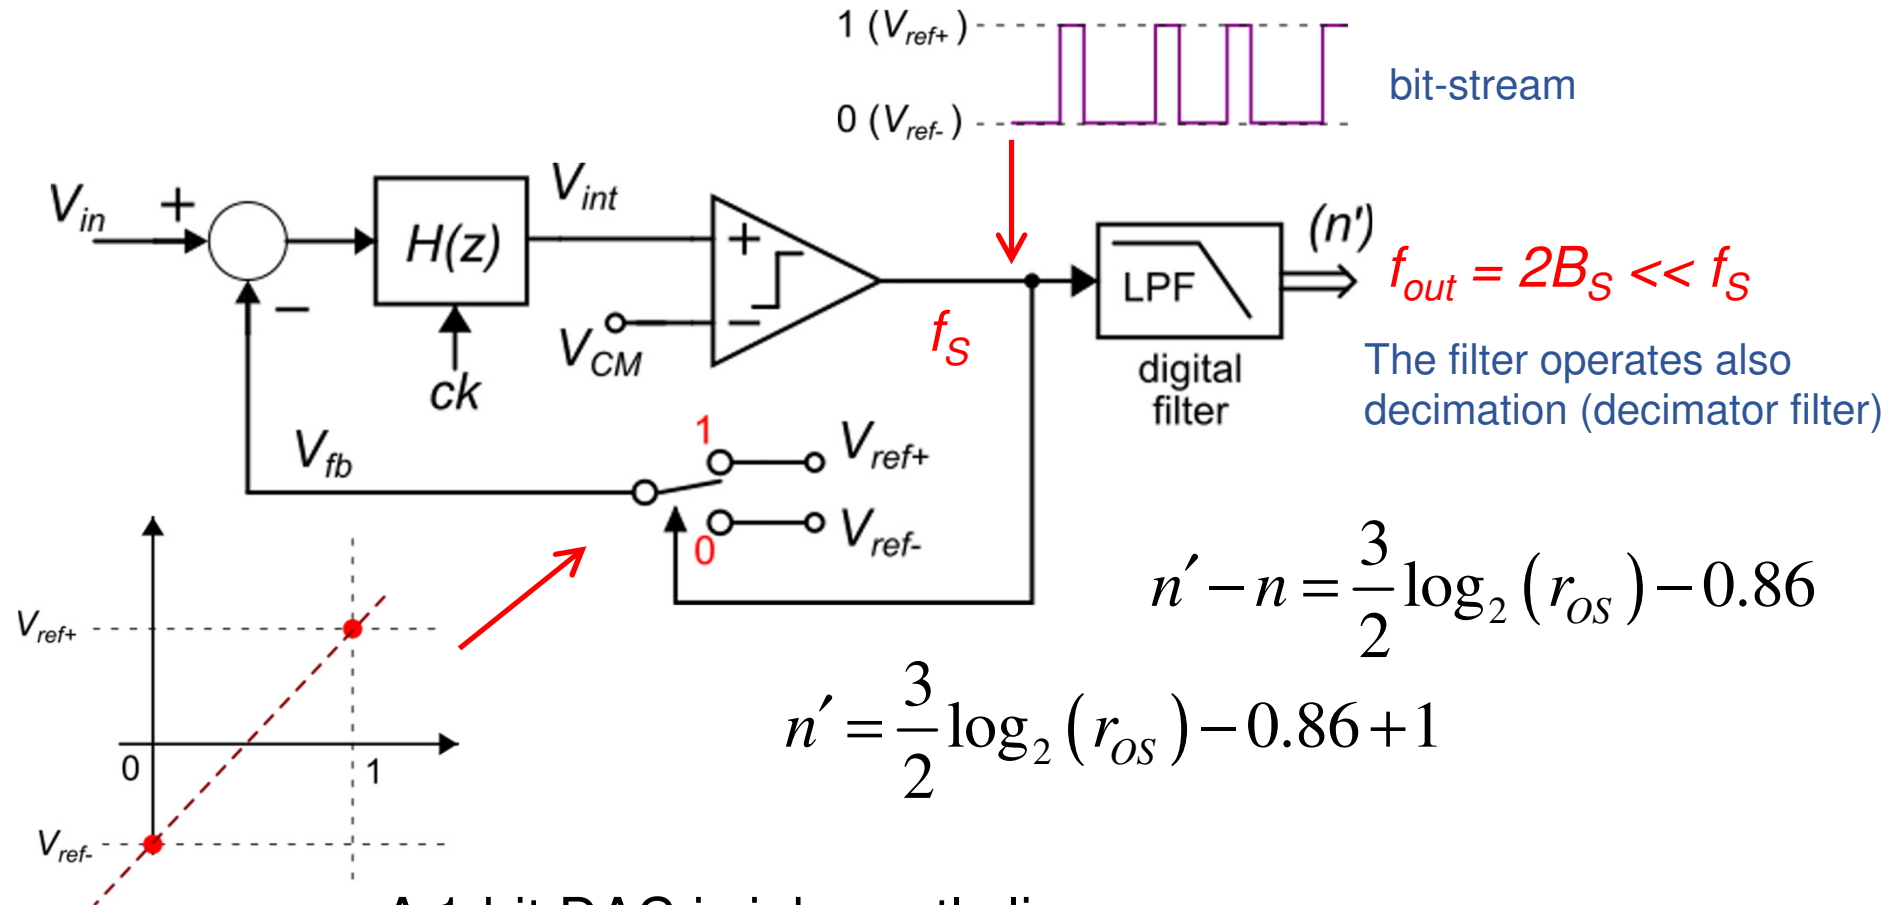 1 (Vref+)
0 (Vref-)
bit-stream
Vin
+
−
H(z)
ck
Vint
+
−
VCM
fS
LPF
digital
filter
(n')
fout = 2BS << fS
The filter operates also
decimation (decimator filter)
Vfb
1
0
Vref+
Vref-
n′ − n = 3/2 log2 (rOS) − 0.86
n′ = 3/2 log2 (rOS) − 0.86 + 1
Vref+
0
1
Vref-